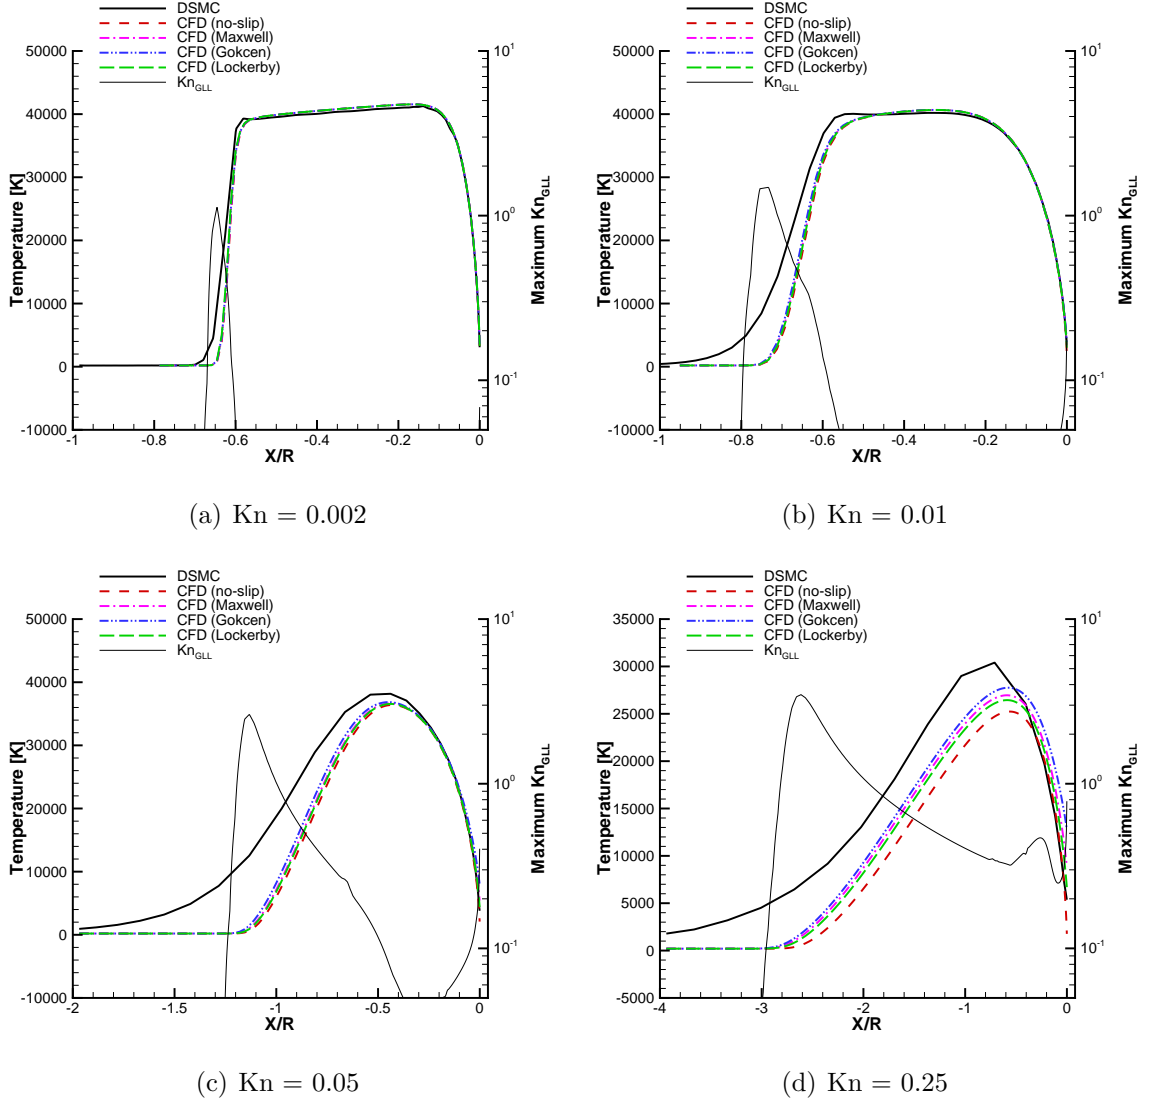 DSMC
CFD (no-slip)
CFD (Maxwell)
CFD (Gokcen)
CFD (Lockerby)
Kn_GLL
Temperature [K]
50000
40000
30000
20000
10000
0
-10000
Maximum Kn_GLL
10^1
10^0
10^-1
-1 -0.8 -0.6 -0.4 -0.2 0
X/R
(a) Kn = 0.002
DSMC
CFD (no-slip)
CFD (Maxwell)
CFD (Gokcen)
CFD (Lockerby)
Kn_GLL
Temperature [K]
50000
40000
30000
20000
10000
0
-10000
Maximum Kn_GLL
10^1
10^0
10^-1
-1 -0.8 -0.6 -0.4 -0.2 0
X/R
(b) Kn = 0.01
DSMC
CFD (no-slip)
CFD (Maxwell)
CFD (Gokcen)
CFD (Lockerby)
Kn_GLL
Temperature [K]
50000
40000
30000
20000
10000
0
-10000
Maximum Kn_GLL
10^1
10^0
10^-1
-2 -1.5 -1 -0.5 0
X/R
(c) Kn = 0.05
DSMC
CFD (no-slip)
CFD (Maxwell)
CFD (Gokcen)
CFD (Lockerby)
Kn_GLL
Temperature [K]
35000
30000
25000
20000
15000
10000
5000
0
-5000
Maximum Kn_GLL
10^1
10^0
10^-1
-4 -3 -2 -1 0
X/R
(d) Kn = 0.25